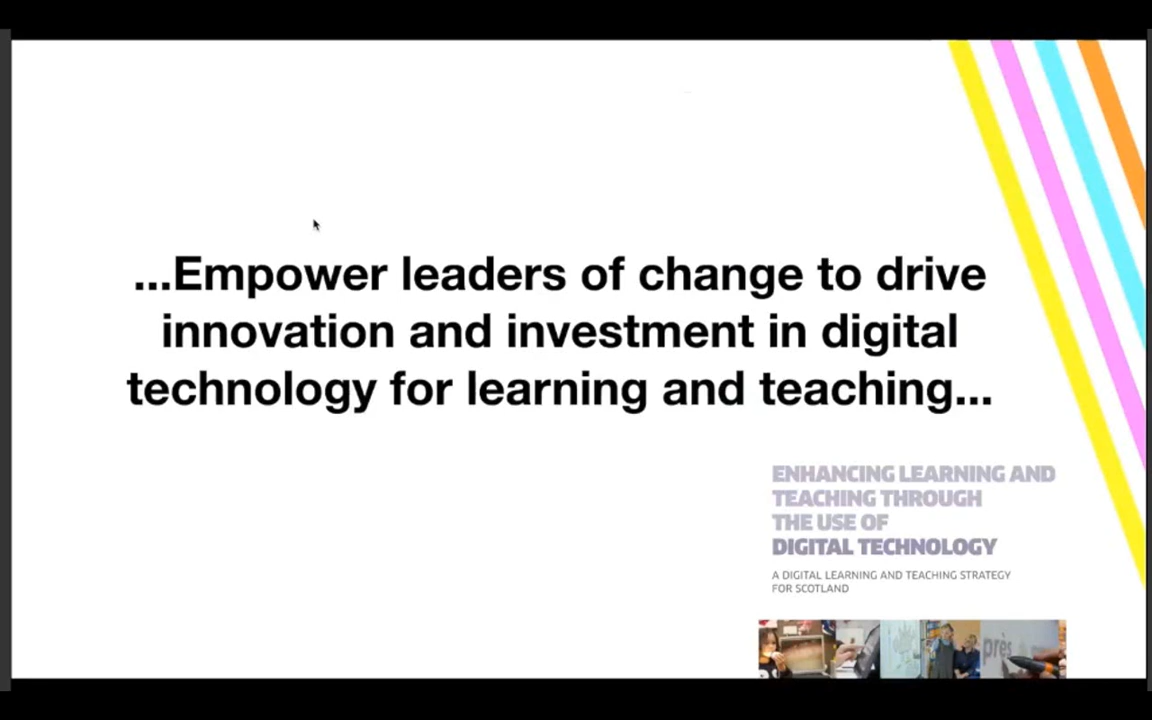 ...Empower leaders of change to drive
innovation and investment in digital
technology for learning and teaching...
ENHANCING LEARNING AND
TEACHING THROUGH
THE USE OF
DIGITAL TECHNOLOGY
A DIGITAL LEARNING AND TEACHING STRATEGY
FOR SCOTLAND
près